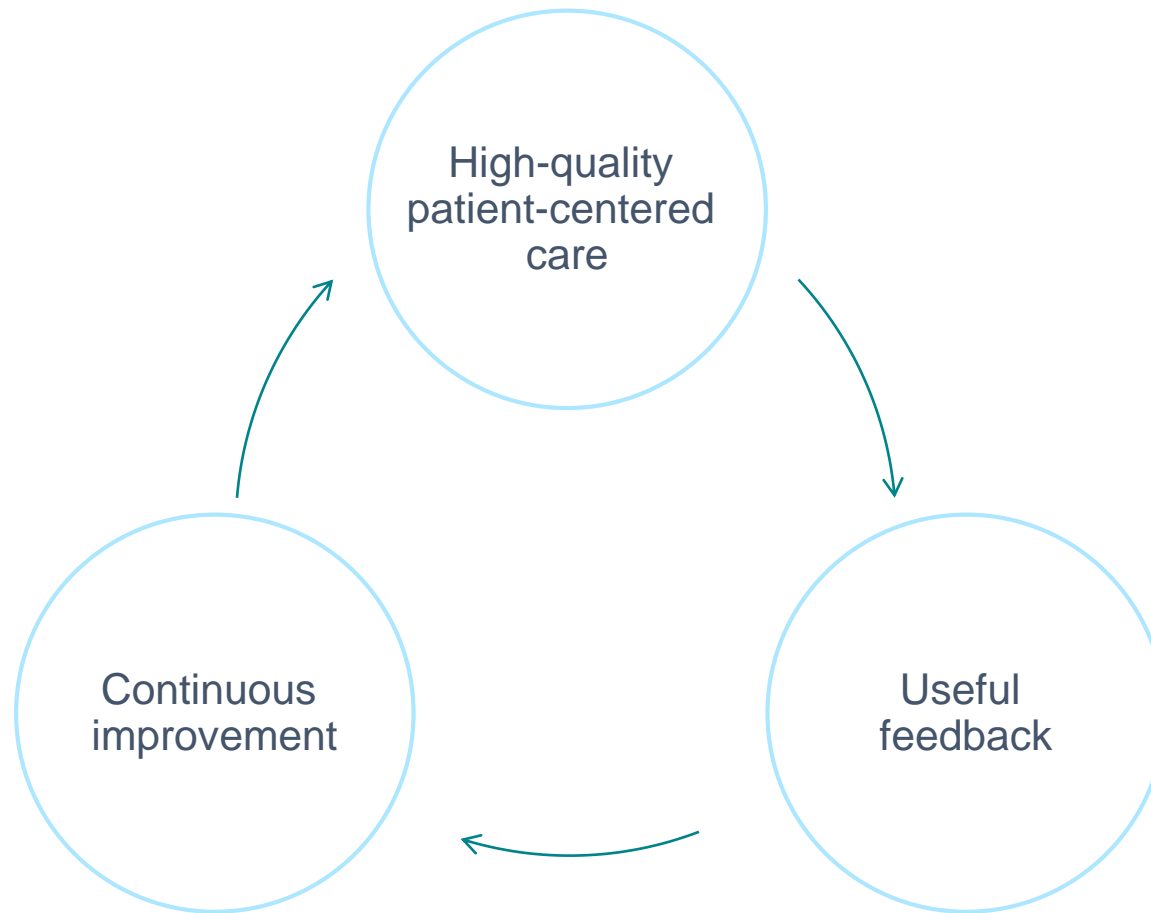 High-quality
patient-centered
care
Continuous
improvement
Useful
feedback